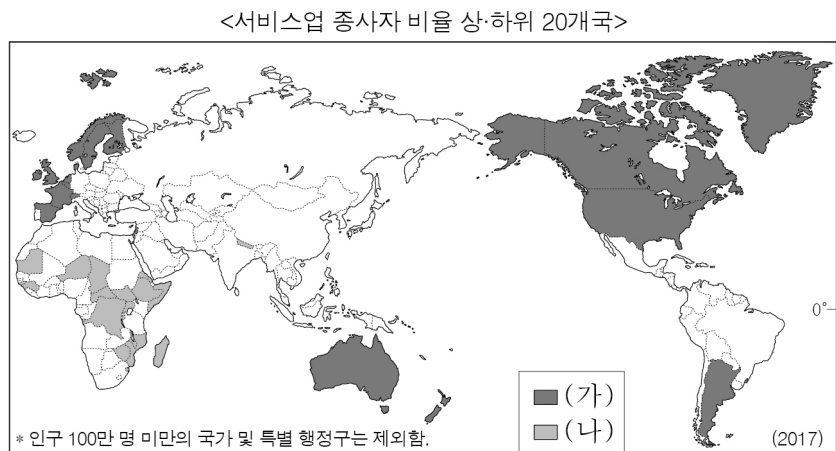 <서비스업 종사자 비율 상·하위 20개국>
0°
(가)
(나)
* 인구 100만 명 미만의 국가 및 특별 행정구는 제외함.
(2017)